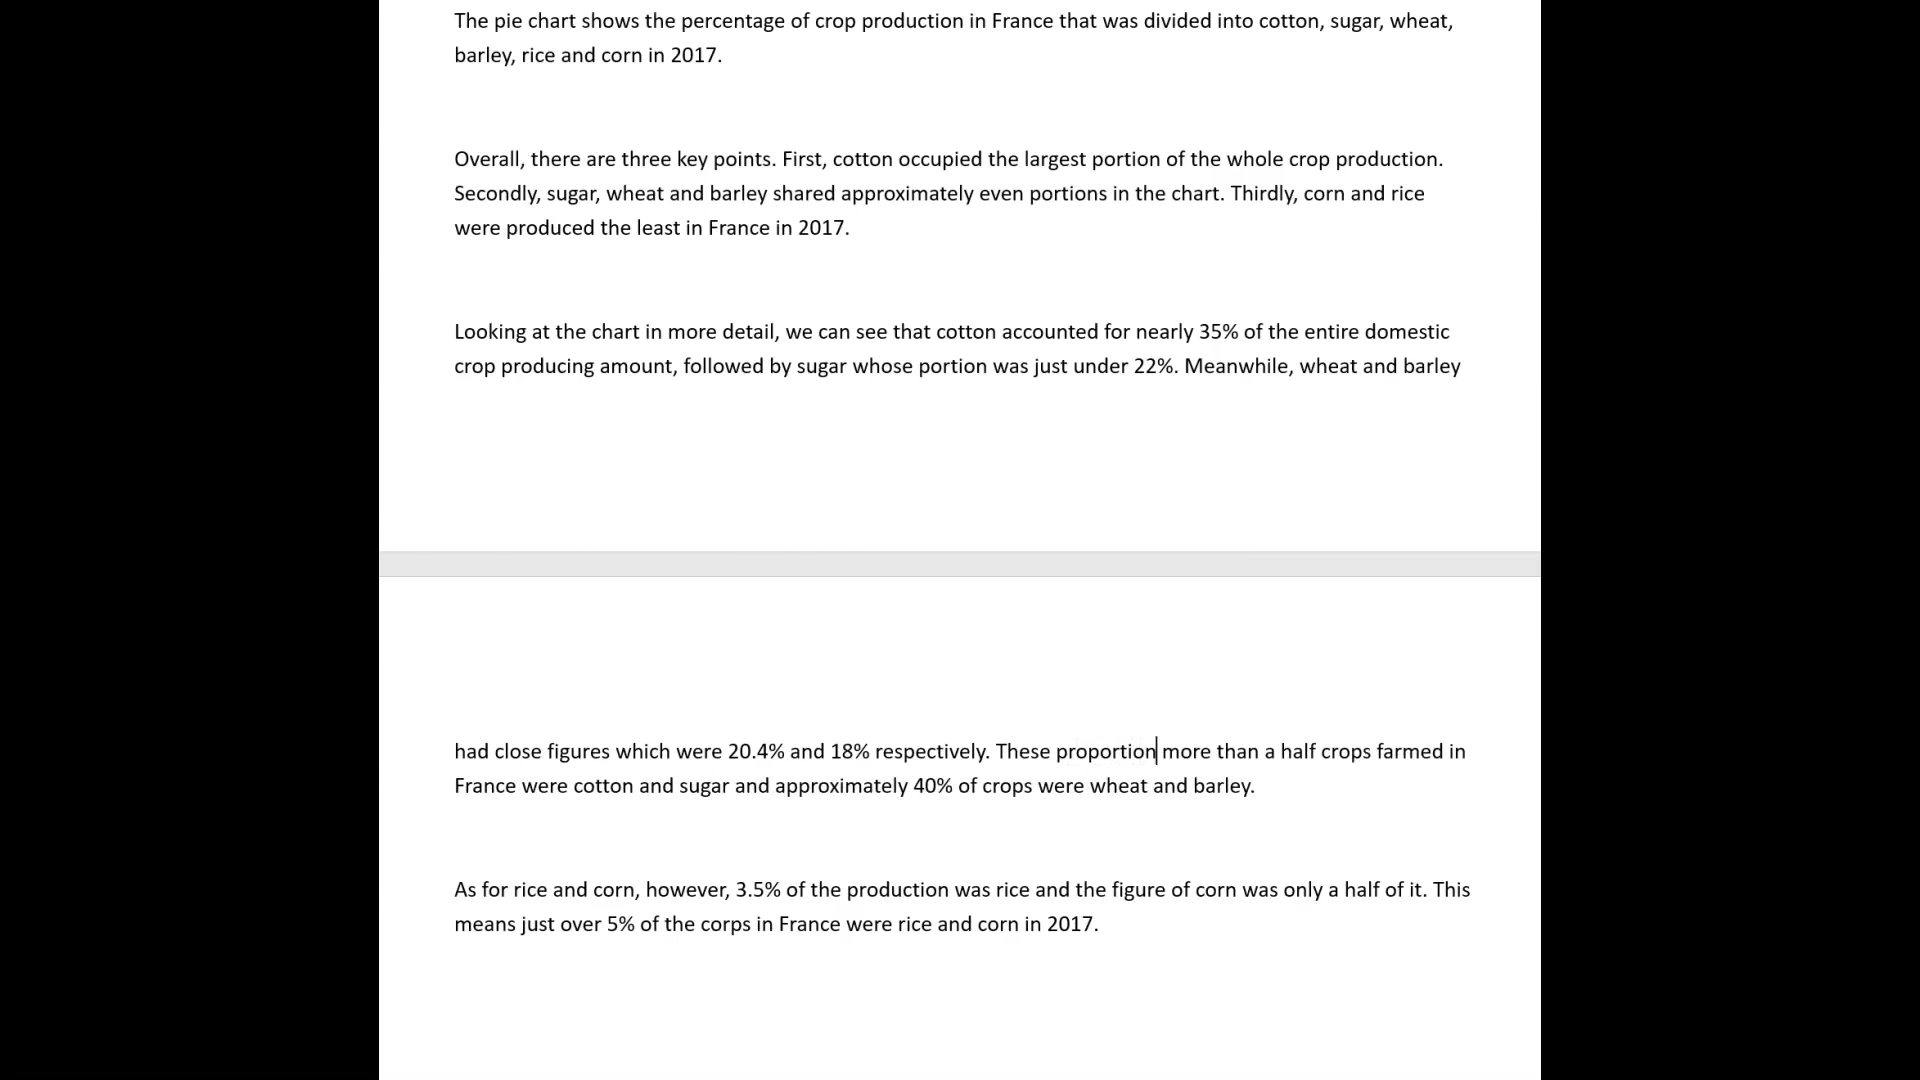 The pie chart shows the percentage of crop production in France that was divided into cotton, sugar, wheat,
barley, rice and corn in 2017.
Overall, there are three key points. First, cotton occupied the largest portion of the whole crop production.
Secondly, sugar, wheat and barley shared approximately even portions in the chart. Thirdly, corn and rice
were produced the least in France in 2017.
Looking at the chart in more detail, we can see that cotton accounted for nearly 35% of the entire domestic
crop producing amount, followed by sugar whose portion was just under 22%. Meanwhile, wheat and barley
had close figures which were 20.4% and 18% respectively. These proportion more than a half crops farmed in
France were cotton and sugar and approximately 40% of crops were wheat and barley.
As for rice and corn, however, 3.5% of the production was rice and the figure of corn was only a half of it. This
means just over 5% of the corps in France were rice and corn in 2017.